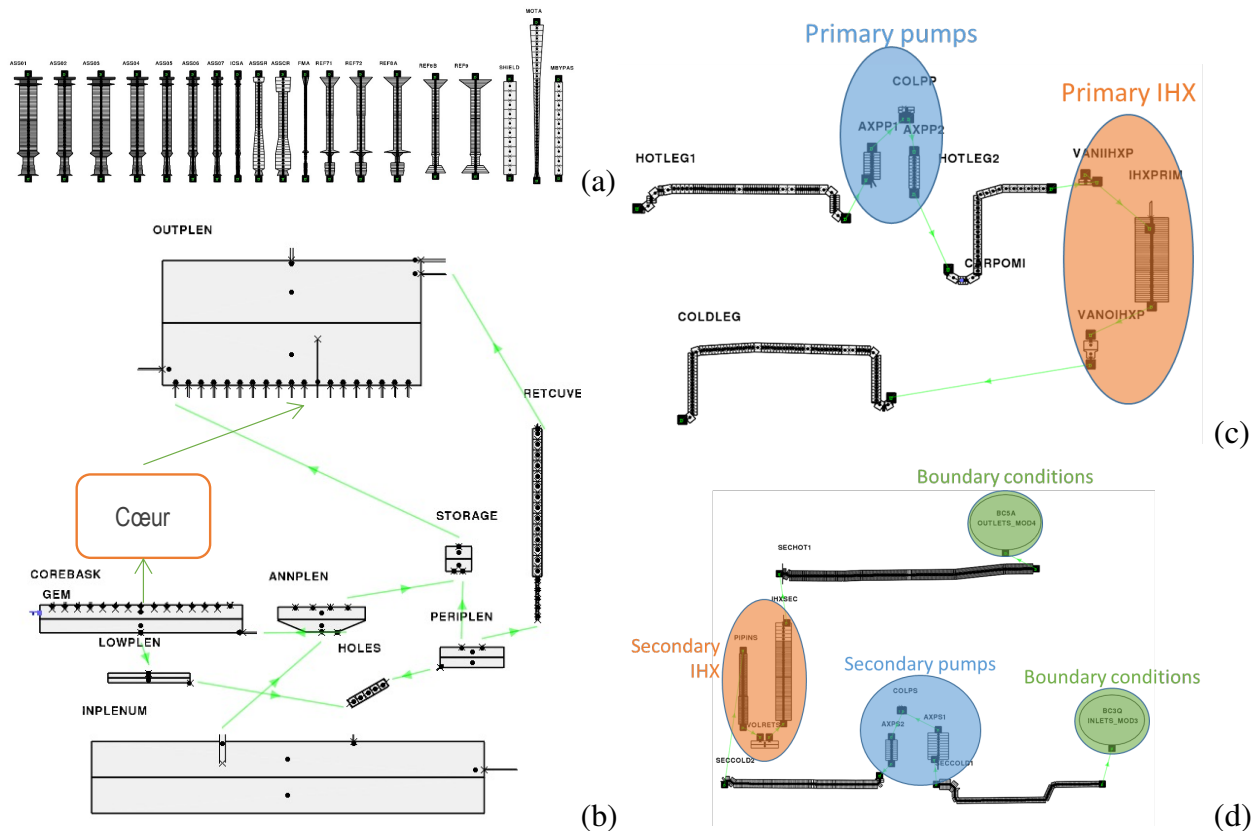 ASS01 ASS02 ASS03 ASS04 ASS05 ASS06 ASS07 ICSA ASSSR ASSCR FMA REF71 REF72 REF8A REF8B REF9 SHIELD MOTA MBYPAS
(a)
OUTPLEN
RETCUVE
Cœur
STORAGE
COREBASK
ANNPLEN
GEM
PERIPLEN
LOWPLEN
HOLES
INPLENUM
(b)
Primary pumps
COLPP
Primary IHX
AXPP1
AXPP2
HOTLEG1
HOTLEG2
VANIIHXP
IHXPRIM
CARPOMI
VANOIHXP
COLDLEG
(c)
Boundary conditions
BC5A
OUTLETS_MOD4
SECHOT1
IHXSEC
Secondary
IHX
PIPINS
Secondary pumps
Boundary conditions
COLPS
BC3Q
INLETS_MOD3
AXPS2
AXPS1
VOLRETS
SECCOLD2
SECCOLD1
(d)